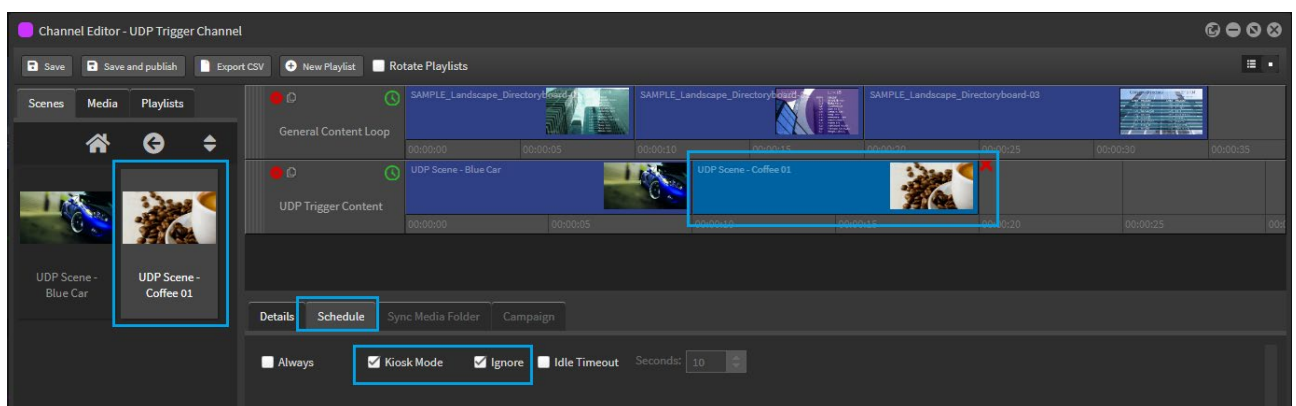 Channel Editor - UDP Trigger Channel
Save Save and publish Export CSV New Playlist Rotate Playlists
Scenes Media Playlists
SAMPLE_Landscape_Directoryboard-0 SAMPLE_Landscape_Directoryboard- SAMPLE_Landscape_Directoryboard-03
General Content Loop
00:00:00 00:00:05 00:00:10 00:00:15 00:00:20 00:00:25 00:00:30 00:00:35
UDP Scene - Blue Car UDP Scene - Coffee 01
UDP Trigger Content
00:00:00 00:00:05 00:00:10 00:00:15 00:00:20 00:00:25 00:
UDP Scene -
Blue Car
UDP Scene -
Coffee 01
Details Schedule Sync Media Folder Campaign
Always Kiosk Mode Ignore Idle Timeout Seconds: 10